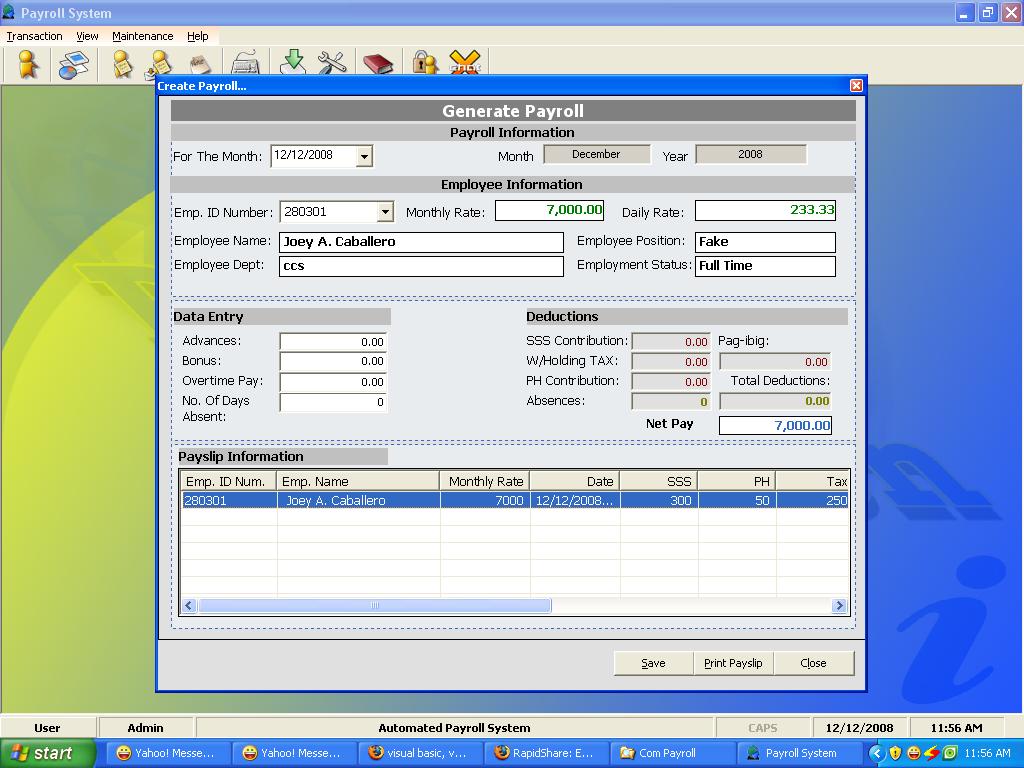 Payroll System
Transaction View Maintenance Help
Create Payroll...
Generate Payroll
Payroll Information
For The Month: 12/12/2008 Month December Year 2008
Employee Information
Emp. ID Number: 280301 Monthly Rate: 7,000.00 Daily Rate: 233.33
Employee Name: Joey A. Caballero Employee Position: Fake
Employee Dept: ccs Employment Status: Full Time
Data Entry Deductions
Advances: 0.00 SSS Contribution: 0.00 Pag-ibig:
Bonus: 0.00 W/Holding TAX: 0.00 0.00
Overtime Pay: 0.00 PH Contribution: 0.00 Total Deductions:
No. Of Days 0 Absences: 0 0.00
Absent:
Net Pay 7,000.00
Payslip Information
Emp. ID Num. Emp. Name Monthly Rate Date SSS PH Tax
280301 Joey A. Caballero 7000 12/12/2008... 300 50 250
Save Print Payslip Close
User Admin Automated Payroll System CAPS 12/12/2008 11:56 AM
start Yahoo! Messe... Yahoo! Messe... visual basic, v... RapidShare: E... Com Payroll Payroll System 11:56 AM